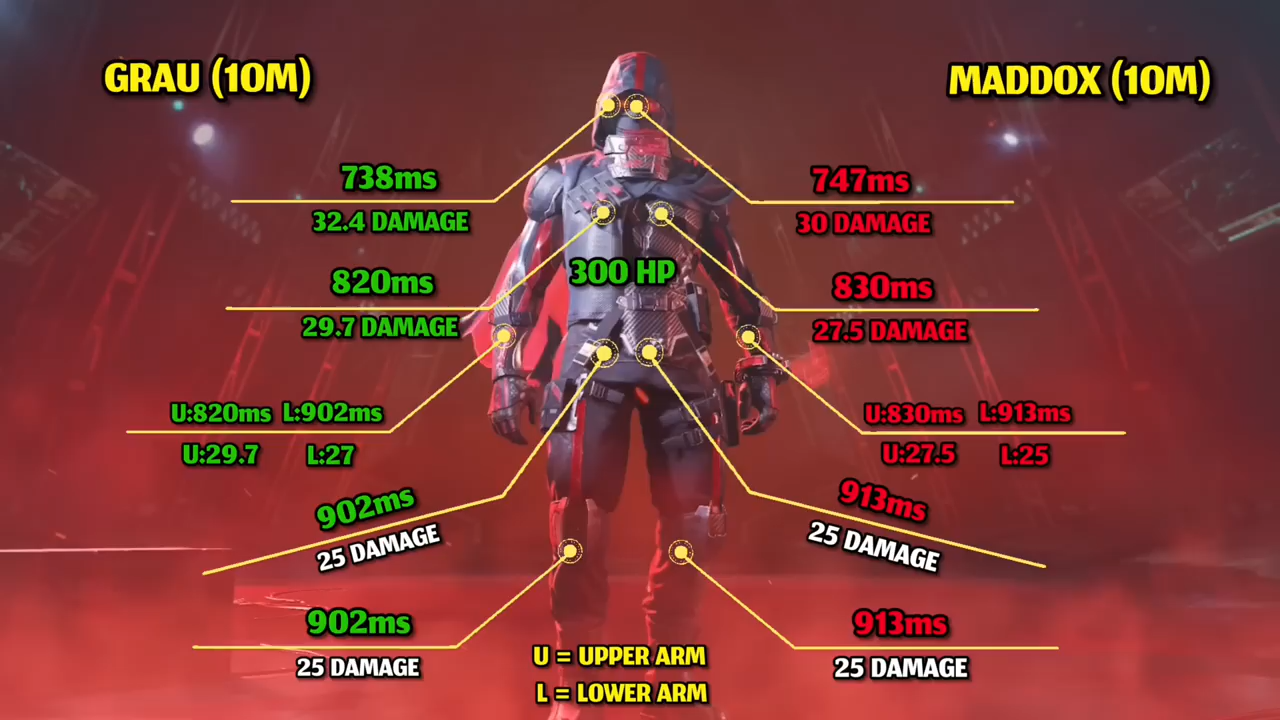 GRAU (10M)
MADDOX (10M)
738ms
32.4 DAMAGE
747ms
30 DAMAGE
300 HP
820ms
29.7 DAMAGE
830ms
27.5 DAMAGE
U:820ms L:902ms
U:29.7 L:27
U:830ms L:913ms
U:27.5 L:25
902ms
25 DAMAGE
913ms
25 DAMAGE
902ms
25 DAMAGE
913ms
25 DAMAGE
U = UPPER ARM
L = LOWER ARM